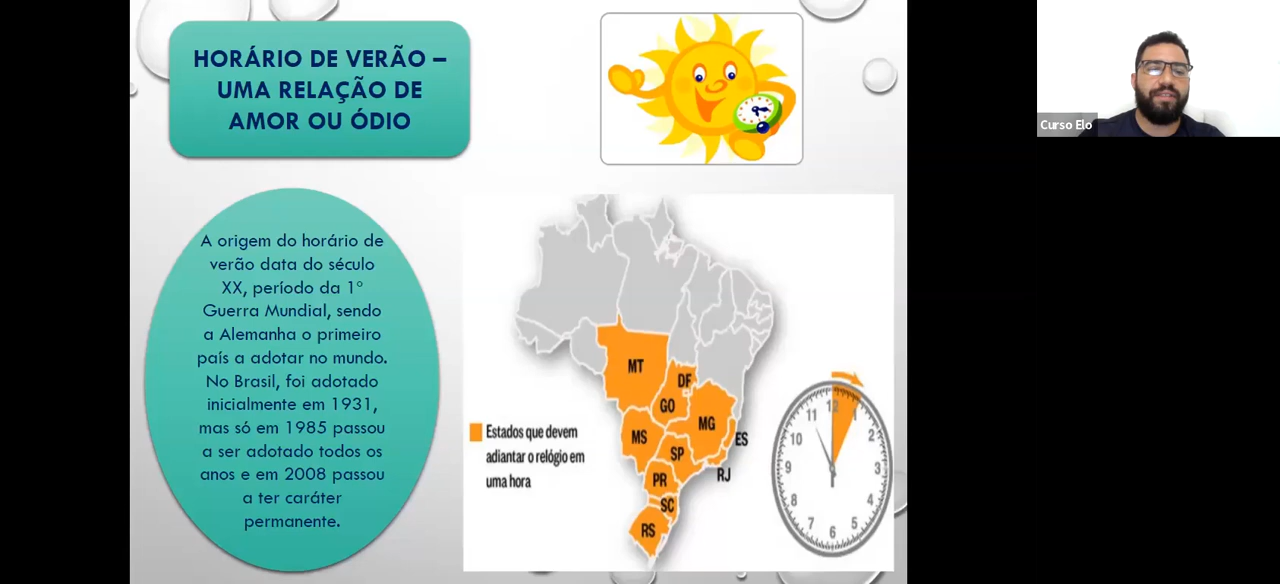 HORÁRIO DE VERÃO –
UMA RELAÇÃO DE
AMOR OU ÓDIO
Curso Elo
A origem do horário de
verão data do século
XX, período da 1°
Guerra Mundial, sendo
a Alemanha o primeiro
país a adotar no mundo.
No Brasil, foi adotado
inicialmente em 1931,
mas só em 1985 passou
a ser adotado todos os
anos e em 2008 passou
a ter caráter
permanente.
MT
DF
GO
MG
MS
ES
SP
RJ
PR
SC
RS
Estados que devem
adiantar o relógio em
uma hora
12
1
2
3
4
5
6
7
8
9
10
11